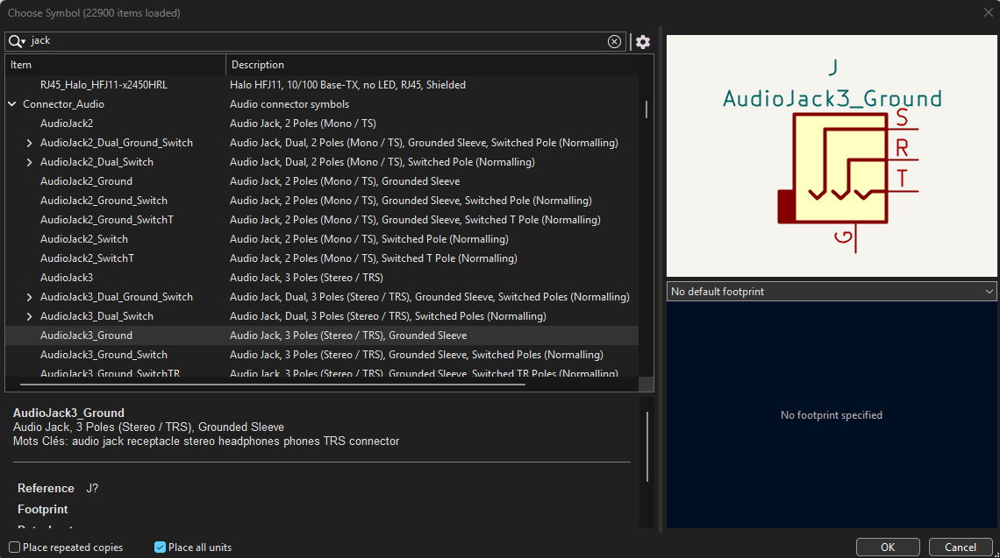 Choose Symbol (22900 items loaded)
jack
Item Description
RJ45_Halo_HFJ11-x2450HRL Halo HFJ11, 10/100 Base-TX, no LED, RJ45, Shielded
Connector_Audio Audio connector symbols
AudioJack2 Audio Jack, 2 Poles (Mono / TS)
AudioJack2_Dual_Ground_Switch Audio Jack, Dual, 2 Poles (Mono / TS), Grounded Sleeve, Switched Pole (Normalling)
AudioJack2_Dual_Switch Audio Jack, Dual, 2 Poles (Mono / TS), Switched Pole (Normalling)
AudioJack2_Ground Audio Jack, 2 Poles (Mono / TS), Grounded Sleeve
AudioJack2_Ground_Switch Audio Jack, 2 Poles (Mono / TS), Grounded Sleeve, Switched Pole (Normalling)
AudioJack2_Ground_SwitchT Audio Jack, 2 Poles (Mono / TS), Grounded Sleeve, Switched T Pole (Normalling)
AudioJack2_Switch Audio Jack, 2 Poles (Mono / TS), Switched Pole (Normalling)
AudioJack2_SwitchT Audio Jack, 2 Poles (Mono / TS), Switched T Pole (Normalling)
AudioJack3 Audio Jack, 3 Poles (Stereo / TRS)
AudioJack3_Dual_Ground_Switch Audio Jack, Dual, 3 Poles (Stereo / TRS), Grounded Sleeve, Switched Poles (Normalling)
AudioJack3_Dual_Switch Audio Jack, Dual, 3 Poles (Stereo / TRS), Switched Poles (Normalling)
AudioJack3_Ground Audio Jack, 3 Poles (Stereo / TRS), Grounded Sleeve
AudioJack3_Ground_Switch Audio Jack, 3 Poles (Stereo / TRS), Grounded Sleeve, Switched Poles (Normalling)
AudioJack3_Ground_SwitchTR Audio Jack, 3 Poles (Stereo / TRS), Grounded Sleeve, Switched TR Poles (Normalling)
AudioJack3_Ground
Audio Jack, 3 Poles (Stereo / TRS), Grounded Sleeve
Mots Clés: audio jack receptacle stereo headphones phones TRS connector
Reference J?
Footprint
Place repeated copies
Place all units
J
AudioJack3_Ground
S
R
T
G
No default footprint
No footprint specified
OK
Cancel